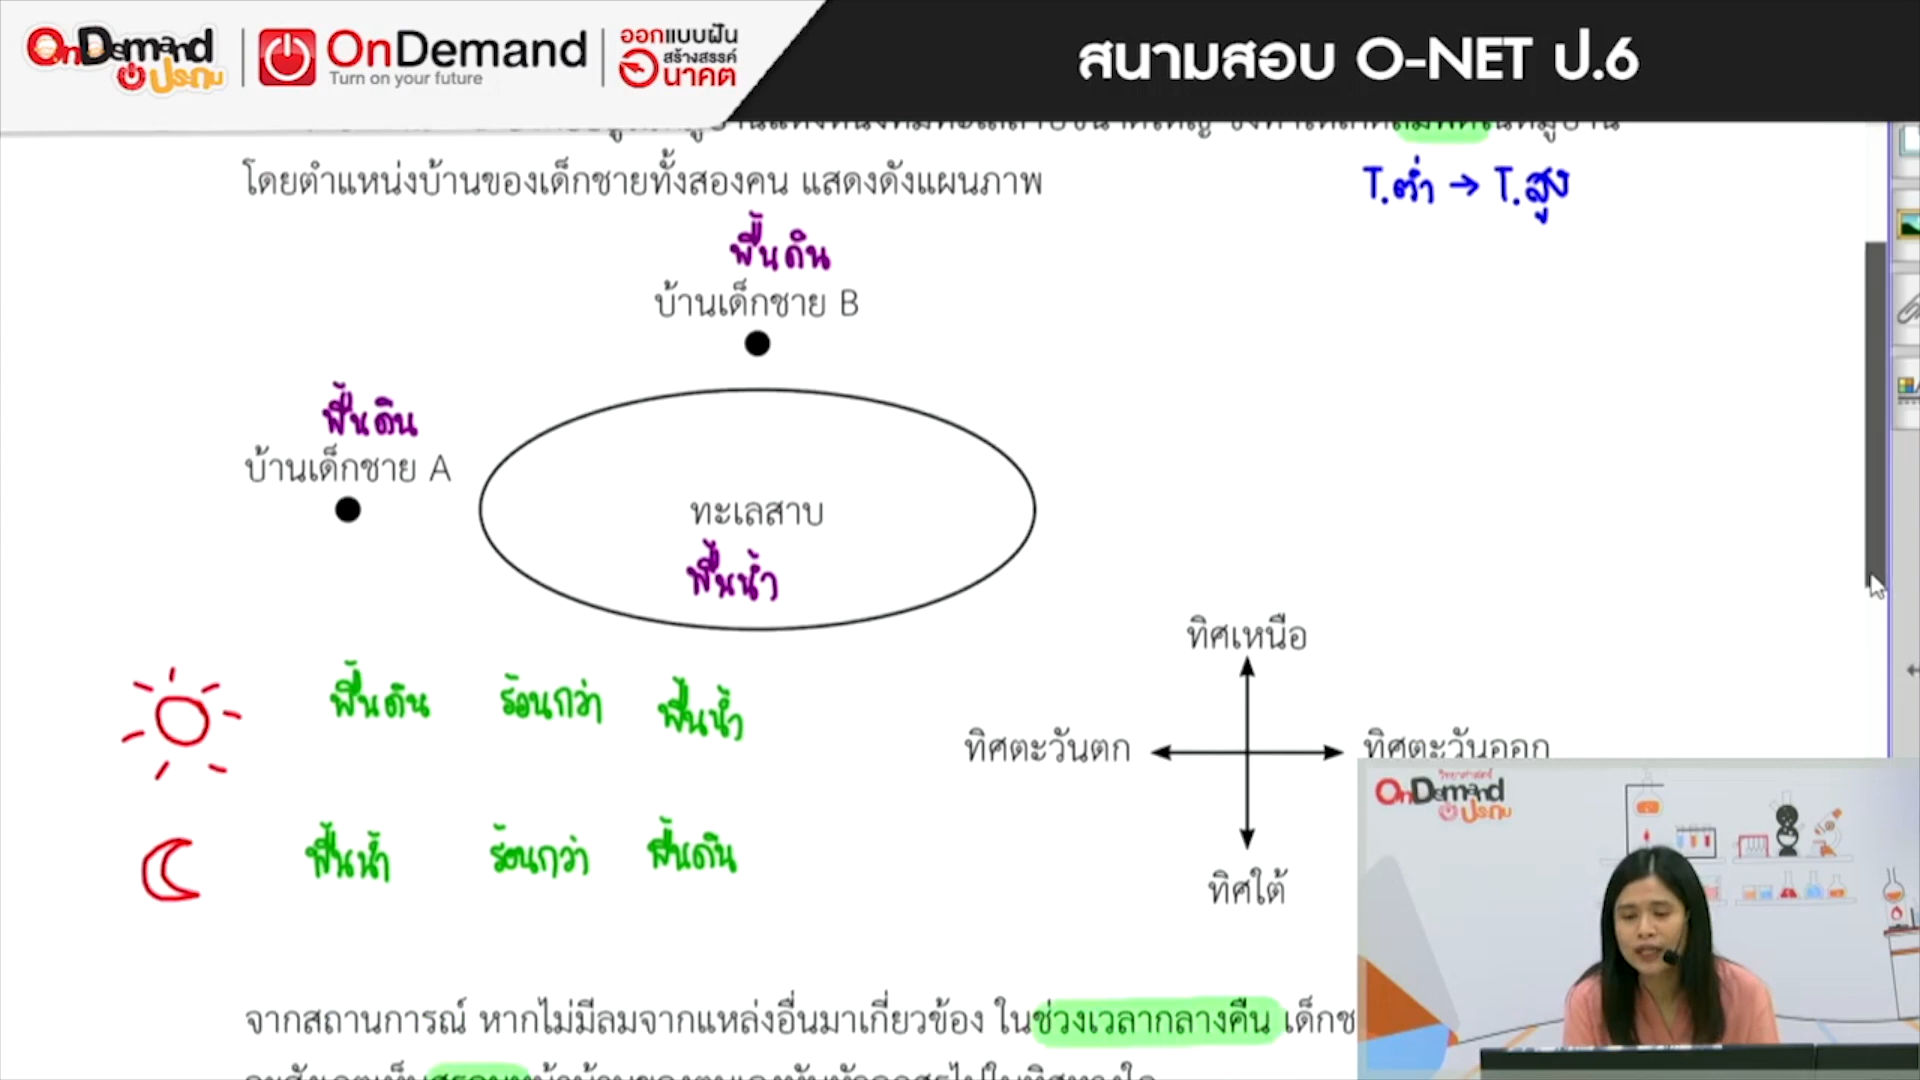 OnDemand
ประถม
OnDemand
Turn on your future
ออกแบบฝัน
สร้างสรรค์
อนาคต
สนามสอบ O-NET ป.6
โดยตำแหน่งบ้านของเด็กชายทั้งสองคน แสดงดังแผนภาพ
T.ต่ำ → T.สูง
พื้นดิน
บ้านเด็กชาย B
พื้นดิน
บ้านเด็กชาย A
ทะเลสาบ
พื้นน้ำ
ทิศเหนือ
พื้นดิน ร้อนกว่า พื้นน้ำ
ทิศตะวันตก ทิศตะวันออก
วิทยาศาสตร์
OnDemand
ประถม
พื้นน้ำ ร้อนกว่า พื้นดิน
ทิศใต้
จากสถานการณ์ หากไม่มีลมจากแหล่งอื่นมาเกี่ยวข้อง ในช่วงเวลากลางคืน เด็กช